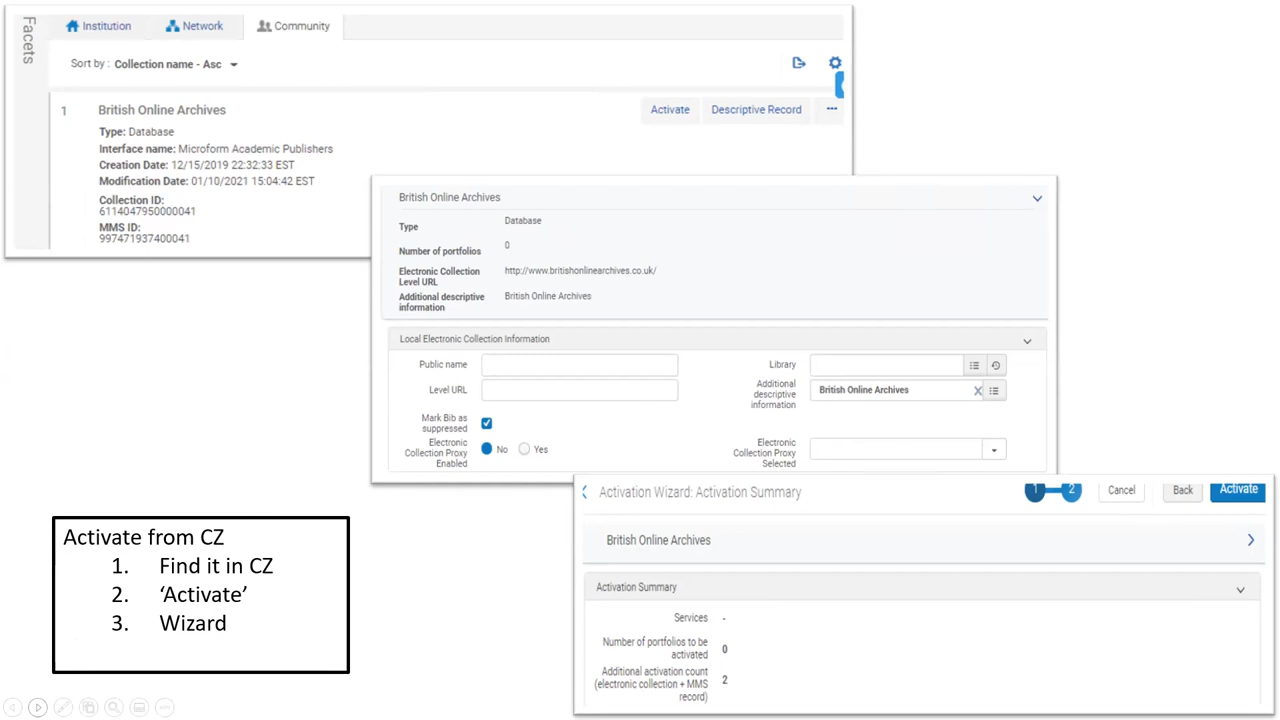 Facets
Institution Network Community
Sort by : Collection name - Asc
1 British Online Archives Activate Descriptive Record ...
Type: Database
Interface name: Microform Academic Publishers
Creation Date: 12/15/2019 22:32:33 EST
Modification Date: 01/10/2021 15:04:42 EST
Collection ID:
6114047950000041
MMS ID:
997471937400041
British Online Archives
Type Database
Number of portfolios 0
Electronic Collection
Level URL
http://www.britishonlinearchives.co.uk/
Additional descriptive
information
British Online Archives
Local Electronic Collection Information
Public name
Library
Level URL
Additional
descriptive
information
British Online Archives X
Mark Bib as
suppressed
Electronic
Collection Proxy
Enabled
No Yes
Electronic
Collection Proxy
Selected
Activation Wizard: Activation Summary 1 2 Cancel Back Activate
British Online Archives
Activation Summary
Services -
Number of portfolios to be
activated
0
Additional activation count
(electronic collection + MMS
record)
2
Activate from CZ
1. Find it in CZ
2. ‘Activate’
3. Wizard